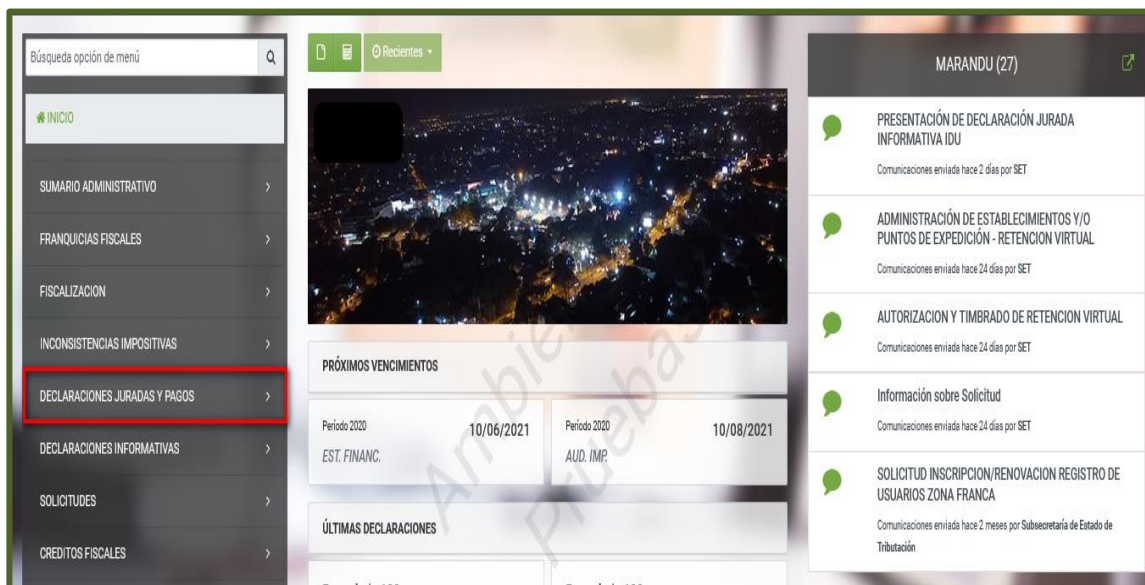 Búsqueda opción de menú
INICIO
SUMARIO ADMINISTRATIVO
FRANQUICIAS FISCALES
FISCALIZACION
INCONSISTENCIAS IMPOSITIVAS
DECLARACIONES JURADAS Y PAGOS
DECLARACIONES INFORMATIVAS
SOLICITUDES
CREDITOS FISCALES
Recientes
PRÓXIMOS VENCIMIENTOS
Período 2020
10/06/2021
EST. FINANC.
Período 2020
10/08/2021
AUD. IMP.
ÚLTIMAS DECLARACIONES
MARANDU (27)
PRESENTACIÓN DE DECLARACIÓN JURADA
INFORMATIVA IDU
Comunicaciones enviada hace 2 días por SET
ADMINISTRACIÓN DE ESTABLECIMIENTOS Y/O
PUNTOS DE EXPEDICIÓN - RETENCION VIRTUAL
Comunicaciones enviada hace 24 días por SET
AUTORIZACION Y TIMBRADO DE RETENCION VIRTUAL
Comunicaciones enviada hace 24 días por SET
Información sobre Solicitud
Comunicaciones enviada hace 24 días por SET
SOLICITUD INSCRIPCION/RENOVACION REGISTRO DE
USUARIOS ZONA FRANCA
Comunicaciones enviada hace 2 meses por Subsecretaría de Estado de
Tributación